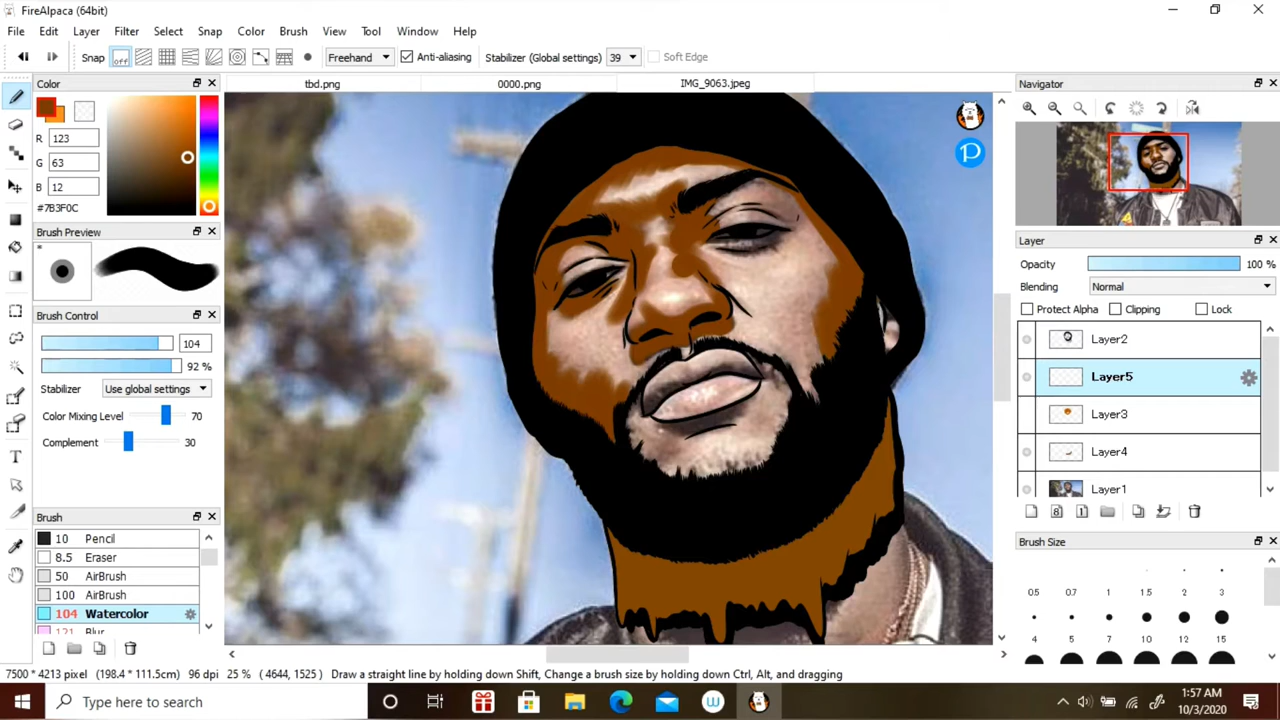 FireAlpaca (64bit)
File Edit Layer Filter Select Snap Color Brush View Tool Window Help
Snap off Freehand Anti-aliasing Stabilizer (Global settings) 39 Soft Edge
Color
tbd.png 0000.png IMG_9063.jpeg
Navigator
R 123
G 63
B 12
#7B3F0C
P
Brush Preview
Layer
Opacity 100 %
Blending Normal
Protect Alpha Clipping Lock
Brush Control
104
92 %
Stabilizer Use global settings
Color Mixing Level 70
Complement 30
Layer2
Layer5
Layer3
Layer4
Layer1
8 1
T
Brush
10 Pencil
8.5 Eraser
50 AirBrush
100 AirBrush
104 Watercolor
121 Blur
Brush Size
0.5 0.7 1 1.5 2 3
4 5 7 10 12 15
7500 * 4213 pixel (198.4 * 111.5cm) 96 dpi 25 % (4644, 1525) Draw a straight line by holding down Shift, Change a brush size by holding down Ctrl, Alt, and dragging
Type here to search
W
1:57 AM
10/3/2020